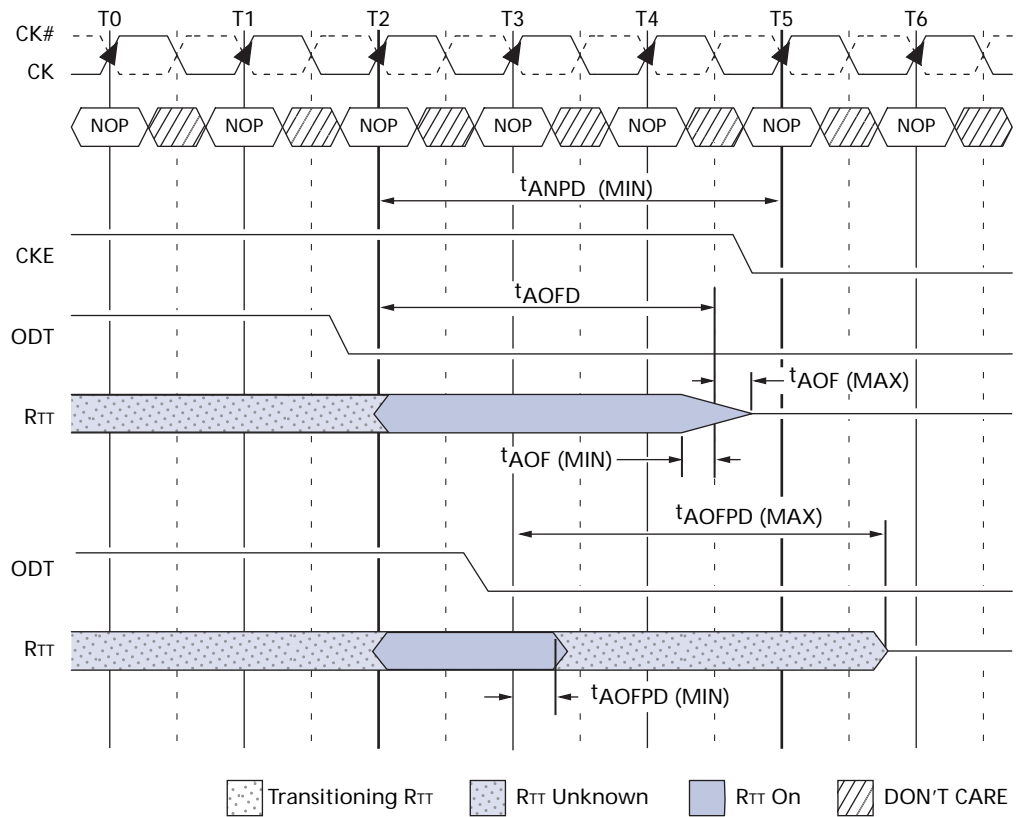 T0 T1 T2 T3 T4 T5 T6
CK#
CK
NOP NOP NOP NOP NOP NOP NOP
tANPD (MIN)
CKE
tAOFD
ODT
tAOF (MAX)
RTT
tAOF (MIN)
tAOFPD (MAX)
ODT
RTT
tAOFPD (MIN)
Transitioning RTT RTT Unknown RTT On DON'T CARE